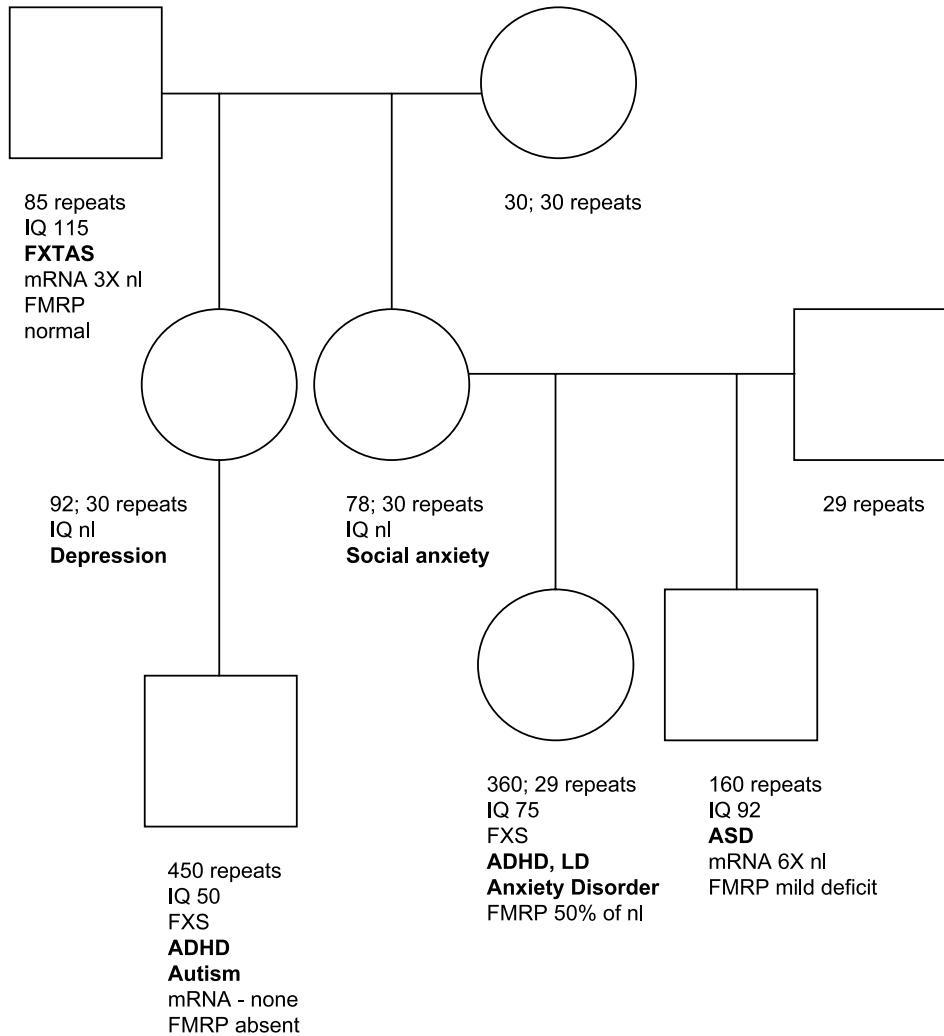 85 repeats
IQ 115
FXTAS
mRNA 3X nl
FMRP
normal
30; 30 repeats
92; 30 repeats
IQ nl
Depression
78; 30 repeats
IQ nl
Social anxiety
29 repeats
450 repeats
IQ 50
FXS
ADHD
Autism
mRNA - none
FMRP absent
360; 29 repeats
IQ 75
FXS
ADHD, LD
Anxiety Disorder
FMRP 50% of nl
160 repeats
IQ 92
ASD
mRNA 6X nl
FMRP mild deficit